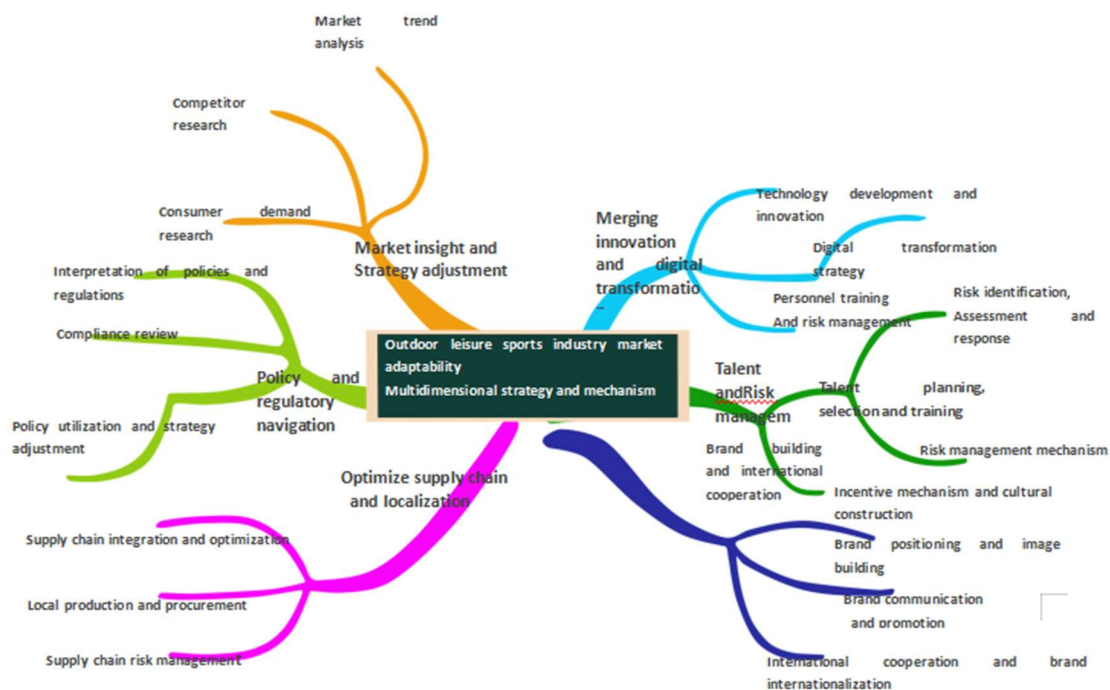 Market trend
analysis
Competitor
research
Consumer demand
research
Market insight and
Strategy adjustment
Interpretation of policies and
regulations
Compliance review
Policy and
regulatory
navigation
Policy utilization and strategy
adjustment
Optimize supply chain
and localization
Supply chain integration and optimization
Local production and procurement
Supply chain risk management
Outdoor leisure sports industry market
adaptability
Multidimensional strategy and mechanism
Merging
innovation
and digital
transformatio
Technology development and
innovation
Digital transformation
strategy
Personnel training
And risk management
Talent
andRisk
managem
Risk identification,
Assessment and
response
Talent planning,
selection and training
Risk management mechanism
Incentive mechanism and cultural
construction
Brand building
and international
cooperation
Brand positioning and image
building
Brand communication
and promotion
International cooperation and brand
internationalization